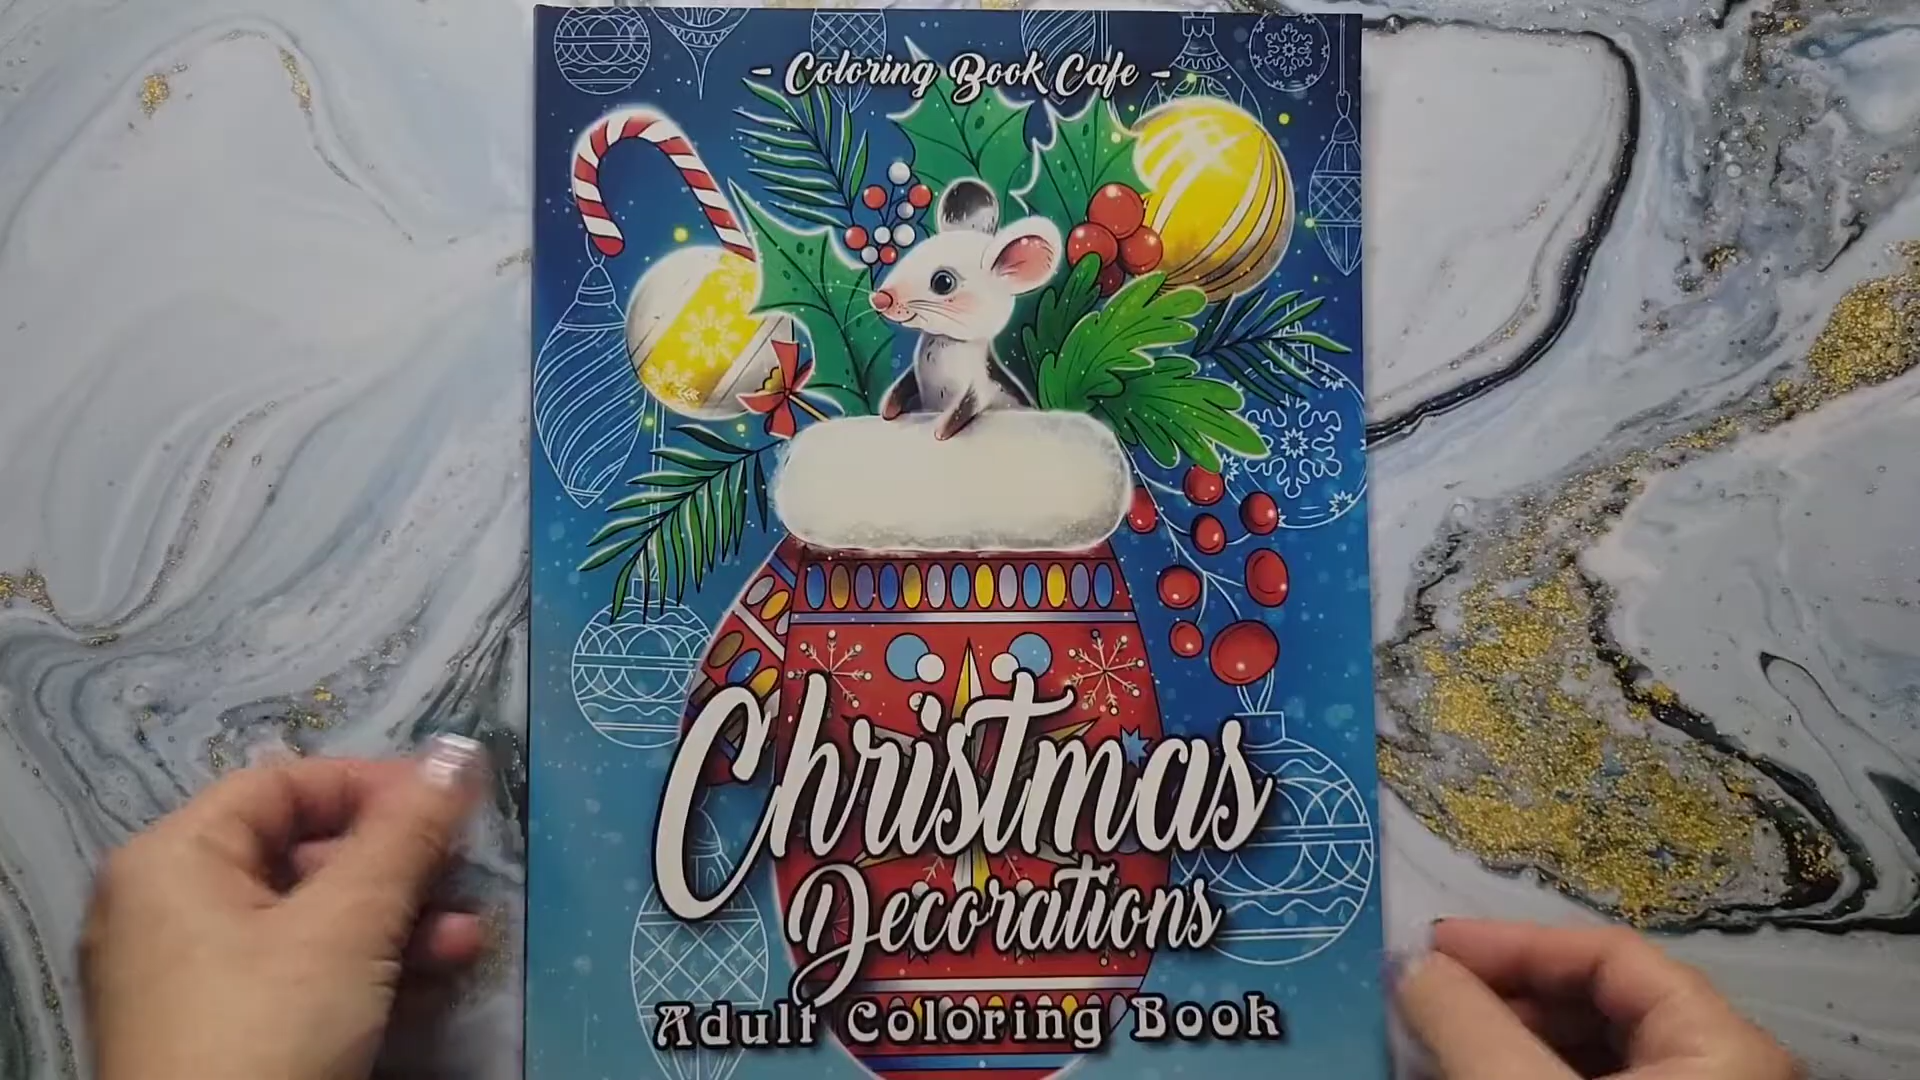 - Coloring Book Cafe -
Christmas
Decorations
Adult Coloring Book